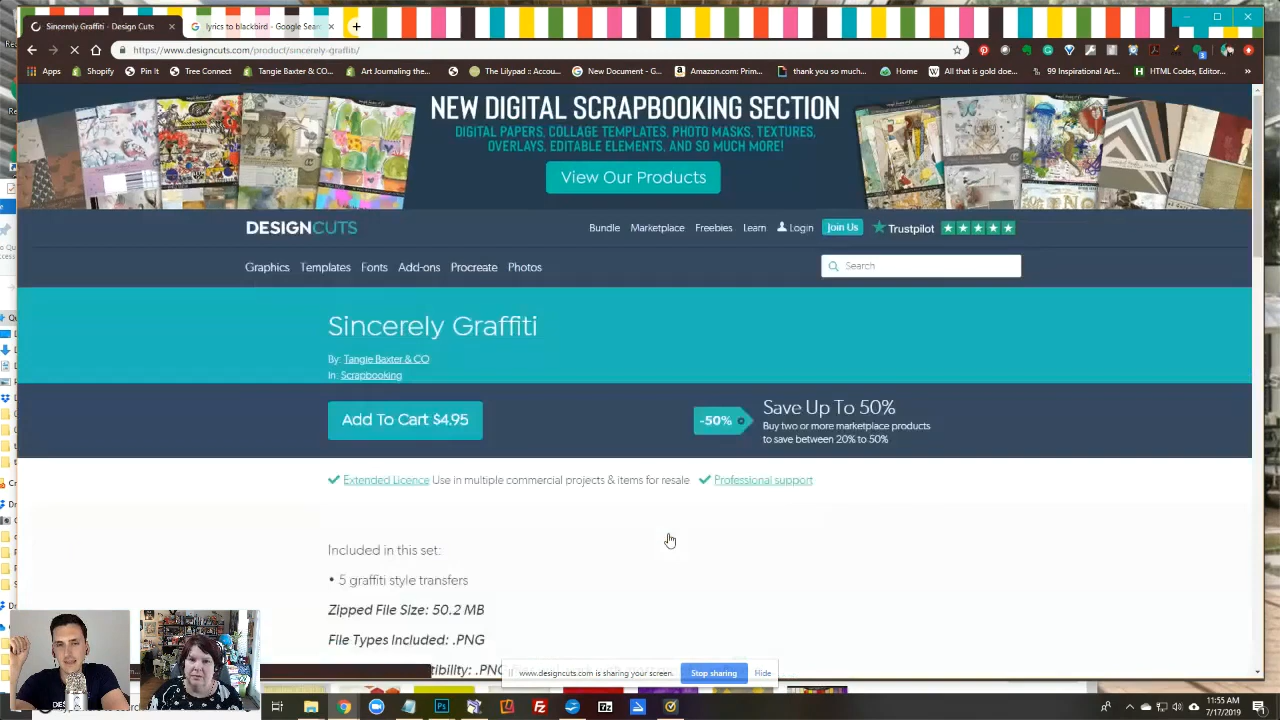 Sincerely Graffiti - Design Cuts
lyrics to blackbird - Google Sear
https://www.designcuts.com/product/sincerely-graffiti/
Apps
Shopify
Pin It
Tree Connect
Tangie Baxter & CO...
Art Journaling the...
The Lilypad :: Accou...
New Document - G...
Amazon.com: Prim...
thank you so much...
Home
All that is gold doe...
99 Inspirational Art...
HTML Codes, Editor...
NEW DIGITAL SCRAPBOOKING SECTION
DIGITAL PAPERS, COLLAGE TEMPLATES, PHOTO MASKS, TEXTURES,
OVERLAYS, EDITABLE ELEMENTS, AND SO MUCH MORE!
View Our Products
DESIGNCUTS
Bundle Marketplace Freebies Learn Login Join Us Trustpilot
Graphics Templates Fonts Add-ons Procreate Photos
Search
Sincerely Graffiti
By: Tangie Baxter & CO
In: Scrapbooking
Add To Cart $4.95
-50%
Save Up To 50%
Buy two or more marketplace products
to save between 20% to 50%
Extended Licence Use in multiple commercial projects & items for resale
Professional support
Included in this set:
• 5 graffiti style transfers
Zipped File Size: 50.2 MB
File Types Included: .PNG
www.designcuts.com is sharing your screen.
Stop sharing
Hide
11:55 AM
7/17/2019